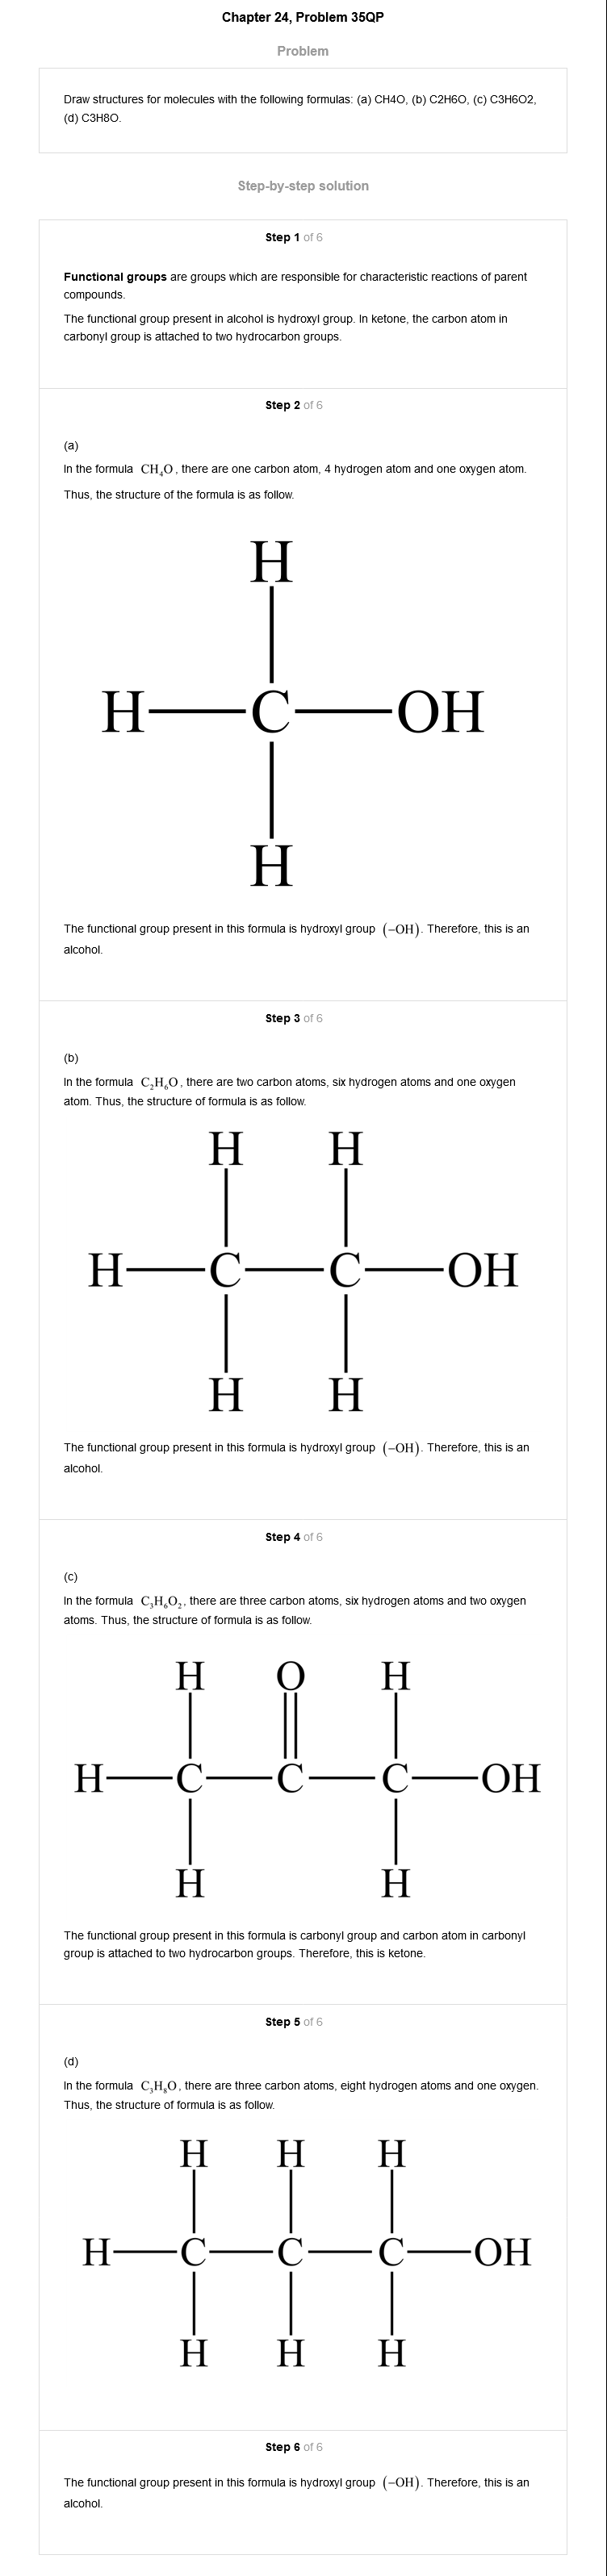 Chapter 24, Problem 35QP
Problem
Draw structures for molecules with the following formulas: (a) CH4O, (b) C2H6O, (c) C3H6O2,
(d) C3H8O.
Step-by-step solution
Step 1 of 6
Functional groups are groups which are responsible for characteristic reactions of parent
compounds.
The functional group present in alcohol is hydroxyl group. In ketone, the carbon atom in
carbonyl group is attached to two hydrocarbon groups.
Step 2 of 6
(a)
In the formula CH₄O, there are one carbon atom, 4 hydrogen atom and one oxygen atom.
Thus, the structure of the formula is as follow.
H
H C OH
H
The functional group present in this formula is hydroxyl group (−OH). Therefore, this is an
alcohol.
Step 3 of 6
(b)
In the formula C₂H₆O, there are two carbon atoms, six hydrogen atoms and one oxygen
atom. Thus, the structure of formula is as follow.
H H
H C C OH
H H
The functional group present in this formula is hydroxyl group (−OH). Therefore, this is an
alcohol.
Step 4 of 6
(c)
In the formula C₃H₆O₂, there are three carbon atoms, six hydrogen atoms and two oxygen
atoms. Thus, the structure of formula is as follow.
H O H
H C C C OH
H H
The functional group present in this formula is carbonyl group and carbon atom in carbonyl
group is attached to two hydrocarbon groups. Therefore, this is ketone.
Step 5 of 6
(d)
In the formula C₃H₈O, there are three carbon atoms, eight hydrogen atoms and one oxygen.
Thus, the structure of formula is as follow.
H H H
H C C C OH
H H H
Step 6 of 6
The functional group present in this formula is hydroxyl group (−OH). Therefore, this is an
alcohol.